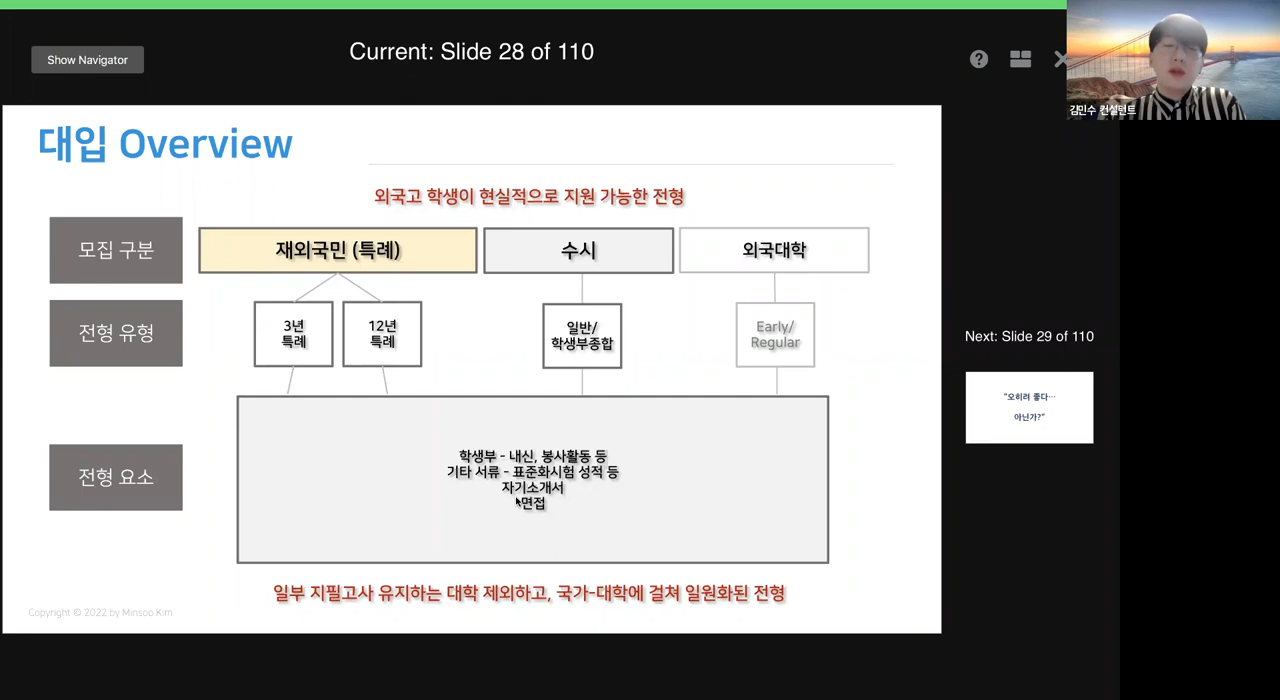 Show Navigator
Current: Slide 28 of 110
?
김민수 컨설턴트
대입 Overview
외국고 학생이 현실적으로 지원 가능한 전형
모집 구분
재외국민 (특례)
수시
외국대학
전형 유형
3년
특례
12년
특례
일반/
학생부종합
Early/
Regular
전형 요소
학생부 - 내신, 봉사활동 등
기타 서류 - 표준화시험 성적 등
자기소개서
면접
일부 지필고사 유지하는 대학 제외하고, 국가-대학에 걸쳐 일원화된 전형
Copyright © 2022 by Minsoo Kim
Next: Slide 29 of 110
"오히려 좋다…
아닌가?"